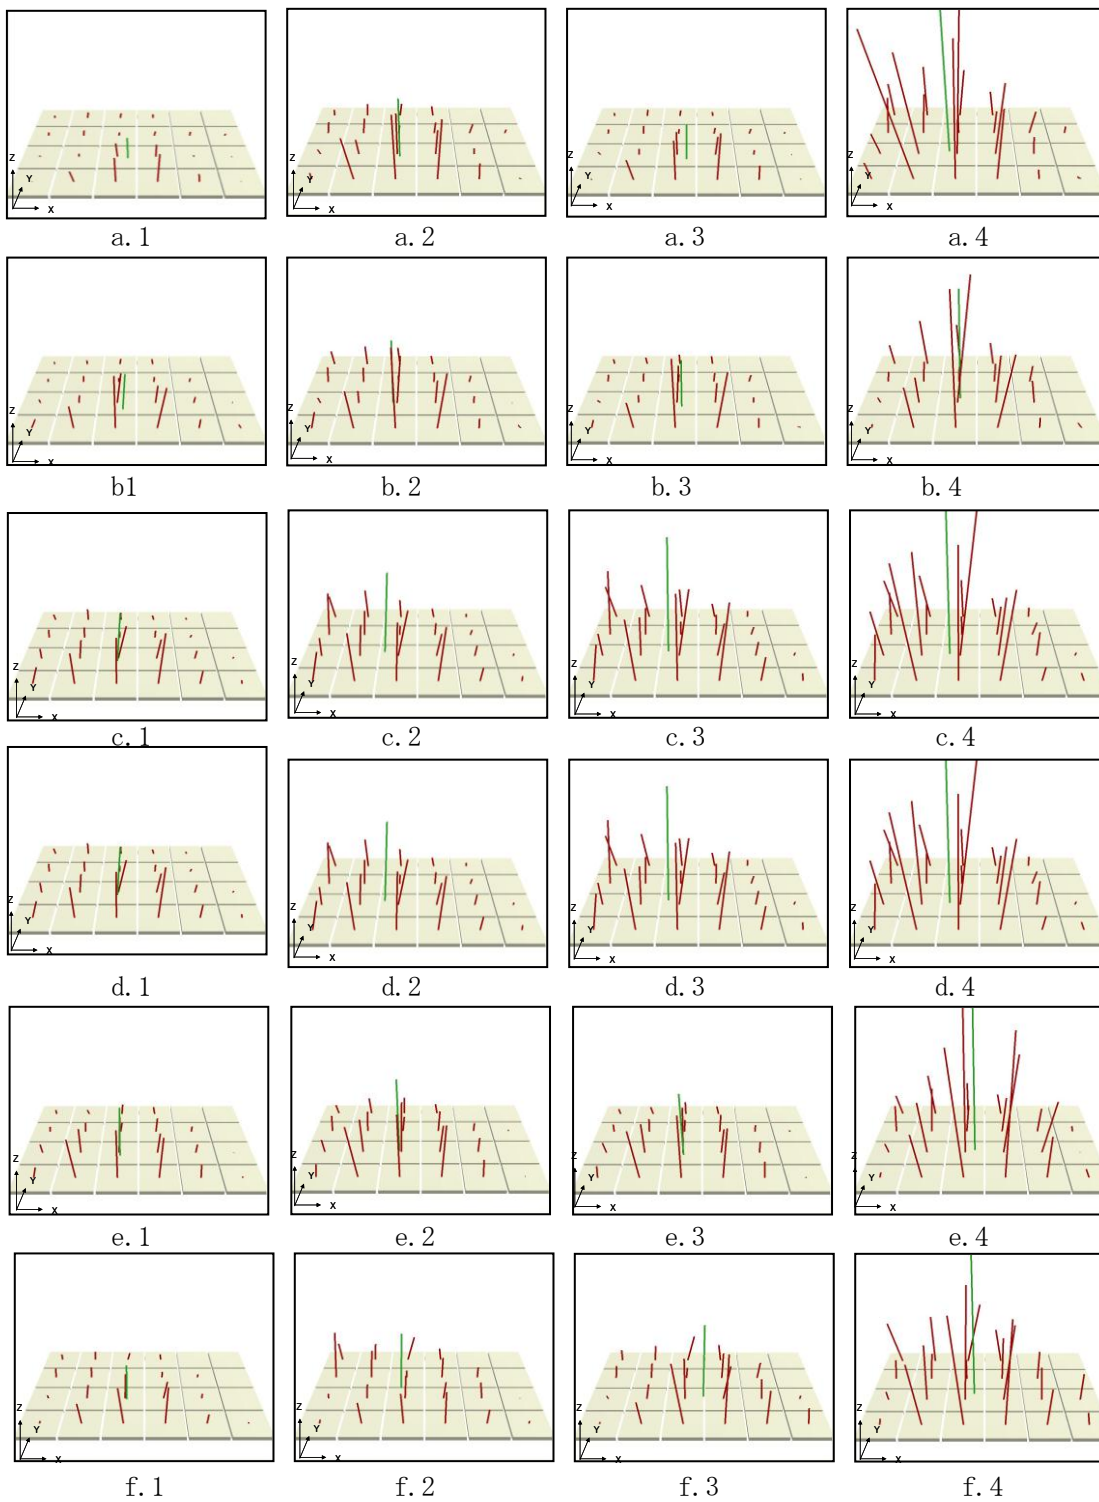 Z Y X Z Y X Z Y X Z Y X
a.1 a.2 a.3 a.4
Z Y X Z Y X Z Y X Z Y X
b1 b.2 b.3 b.4
Z Y X Z Y X Z Y X Z Y X
c.1 c.2 c.3 c.4
Z Y X Z Y X Z Y X Z Y X
d.1 d.2 d.3 d.4
Z Y X Z Y X Z Y X Z Y X
e.1 e.2 e.3 e.4
Z Y X Z Y X Z Y X Z Y X
f.1 f.2 f.3 f.4